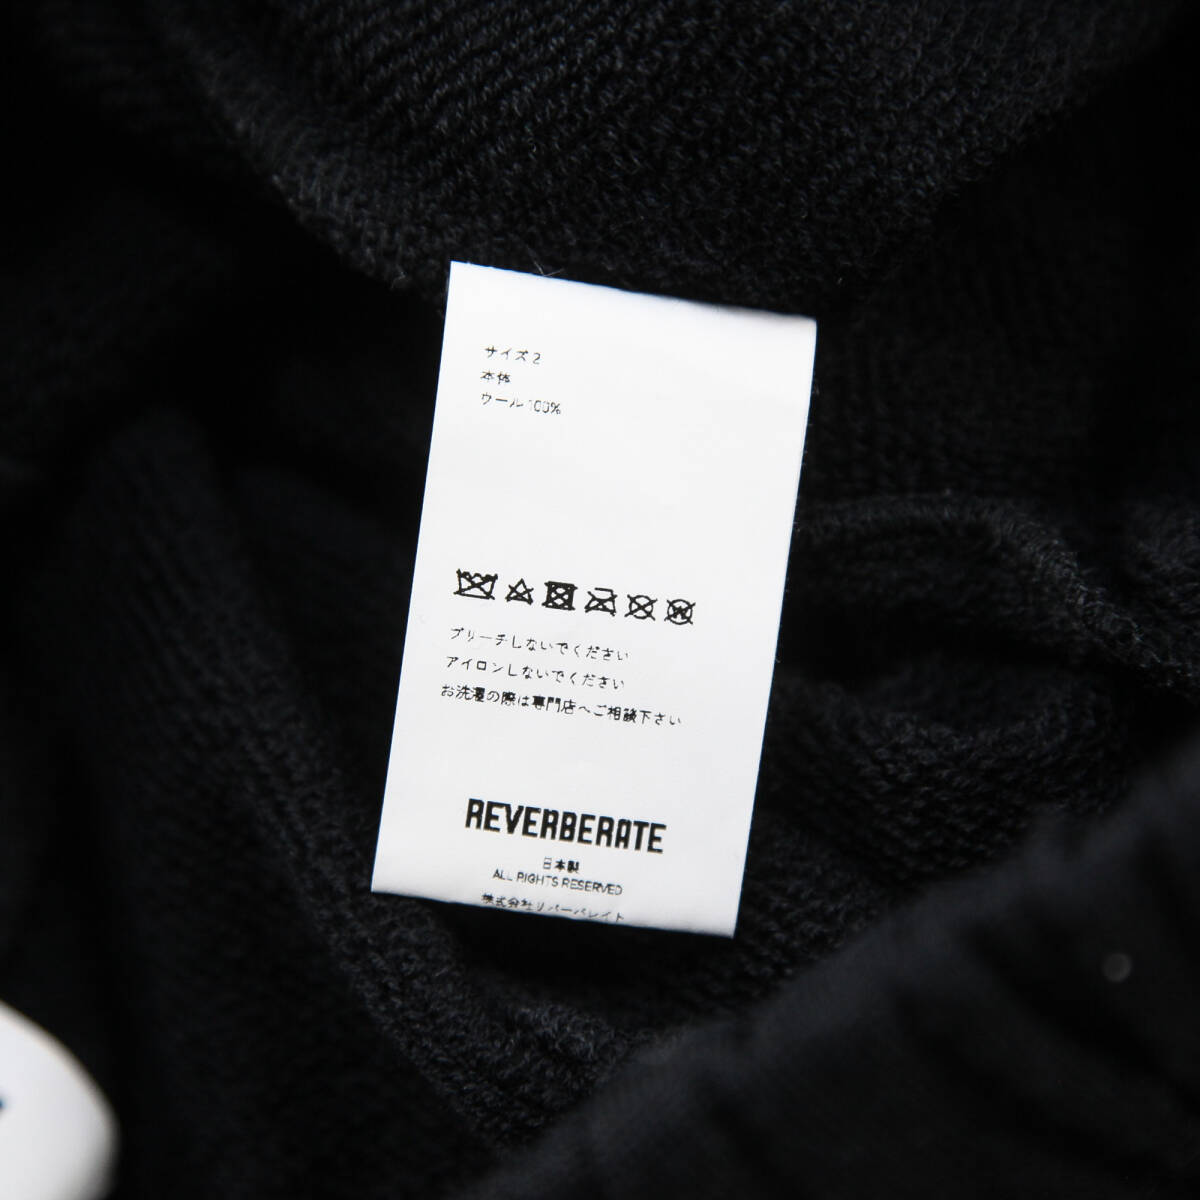 サイズ 2
本体
ウール 100%
ブリーチしないでください
アイロンしないでください
お洗濯の際は専門店へご相談下さい
REVERBERATE
日本製
ALL RIGHTS RESERVED
株式会社リバーバレイト